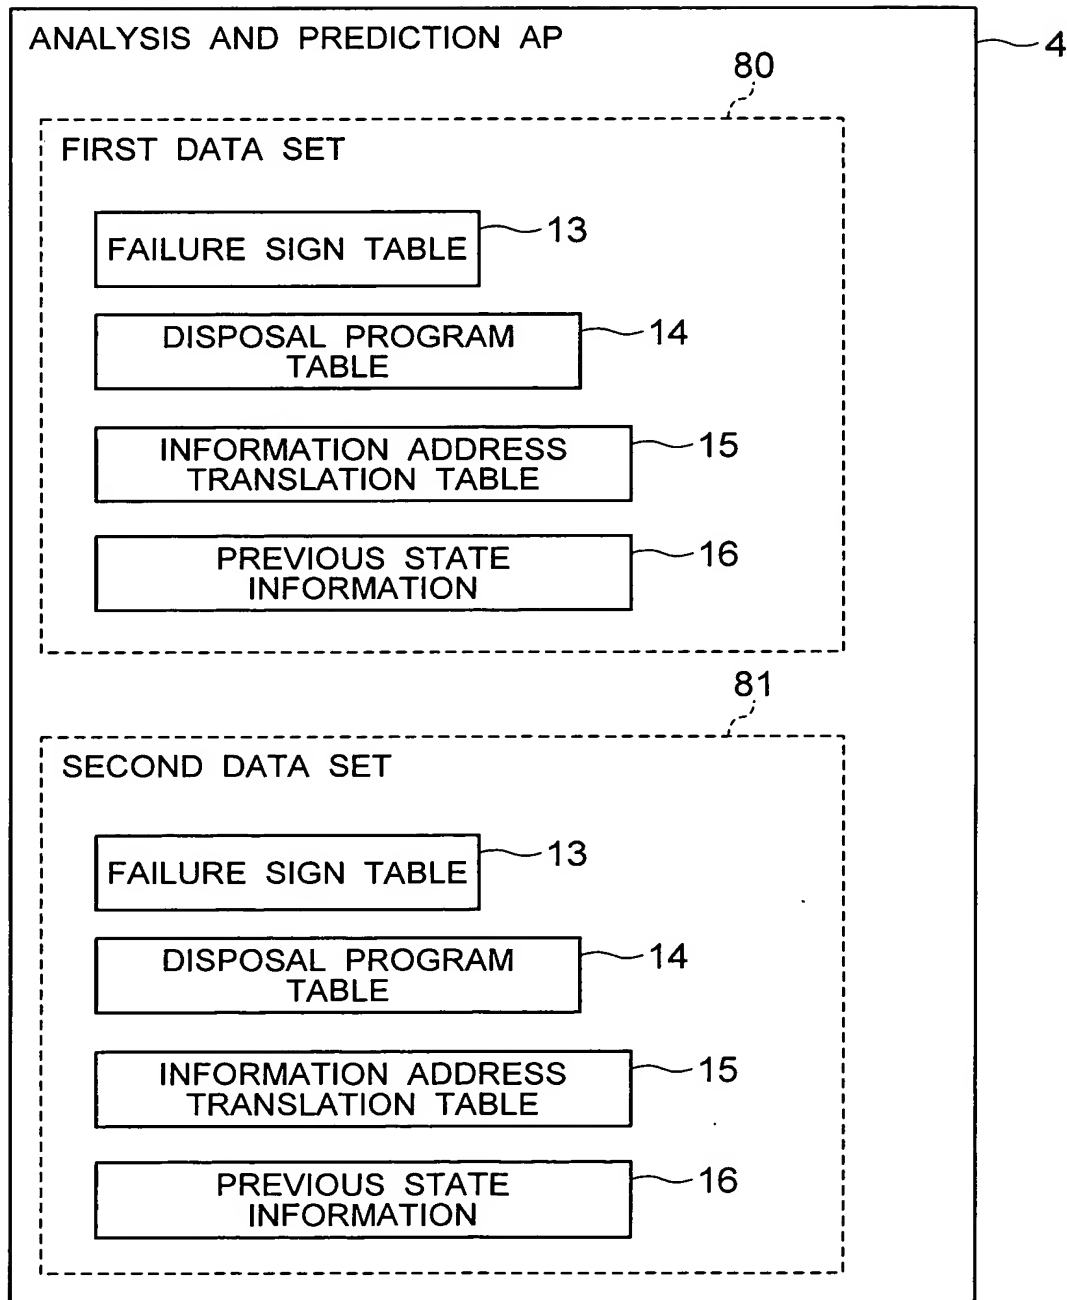 ANALYSIS AND PREDICTION AP
4
80
FIRST DATA SET
FAILURE SIGN TABLE
13
DISPOSAL PROGRAM
TABLE
14
INFORMATION ADDRESS
TRANSLATION TABLE
15
PREVIOUS STATE
INFORMATION
16
81
SECOND DATA SET
FAILURE SIGN TABLE
13
DISPOSAL PROGRAM
TABLE
14
INFORMATION ADDRESS
TRANSLATION TABLE
15
PREVIOUS STATE
INFORMATION
16